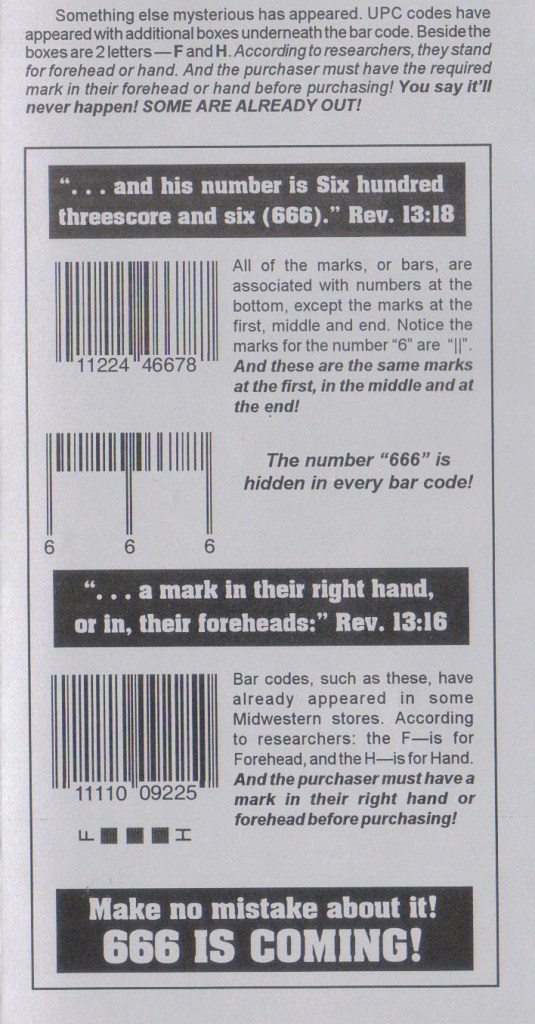 Something else mysterious has appeared. UPC codes have
appeared with additional boxes underneath the bar code. Beside the
boxes are 2 letters — F and H. According to researchers, they stand
for forehead or hand. And the purchaser must have the required
mark in their forehead or hand before purchasing! You say it'll
never happen! SOME ARE ALREADY OUT!
“. . . and his number is Six hundred
threescore and six (666).” Rev. 13:18
All of the marks, or bars, are
associated with numbers at the
bottom, except the marks at the
first, middle and end. Notice the
marks for the number “6” are “||”.
And these are the same marks
at the first, in the middle and at
the end!
11224 46678
The number “666” is
hidden in every bar code!
6 6 6
“. . . a mark in their right hand,
or in, their foreheads:” Rev. 13:16
Bar codes, such as these, have
already appeared in some
Midwestern stores. According
to researchers: the F—is for
Forehead, and the H—is for Hand.
And the purchaser must have a
mark in their right hand or
forehead before purchasing!
11110 09225
F H
Make no mistake about it!
666 IS COMING!